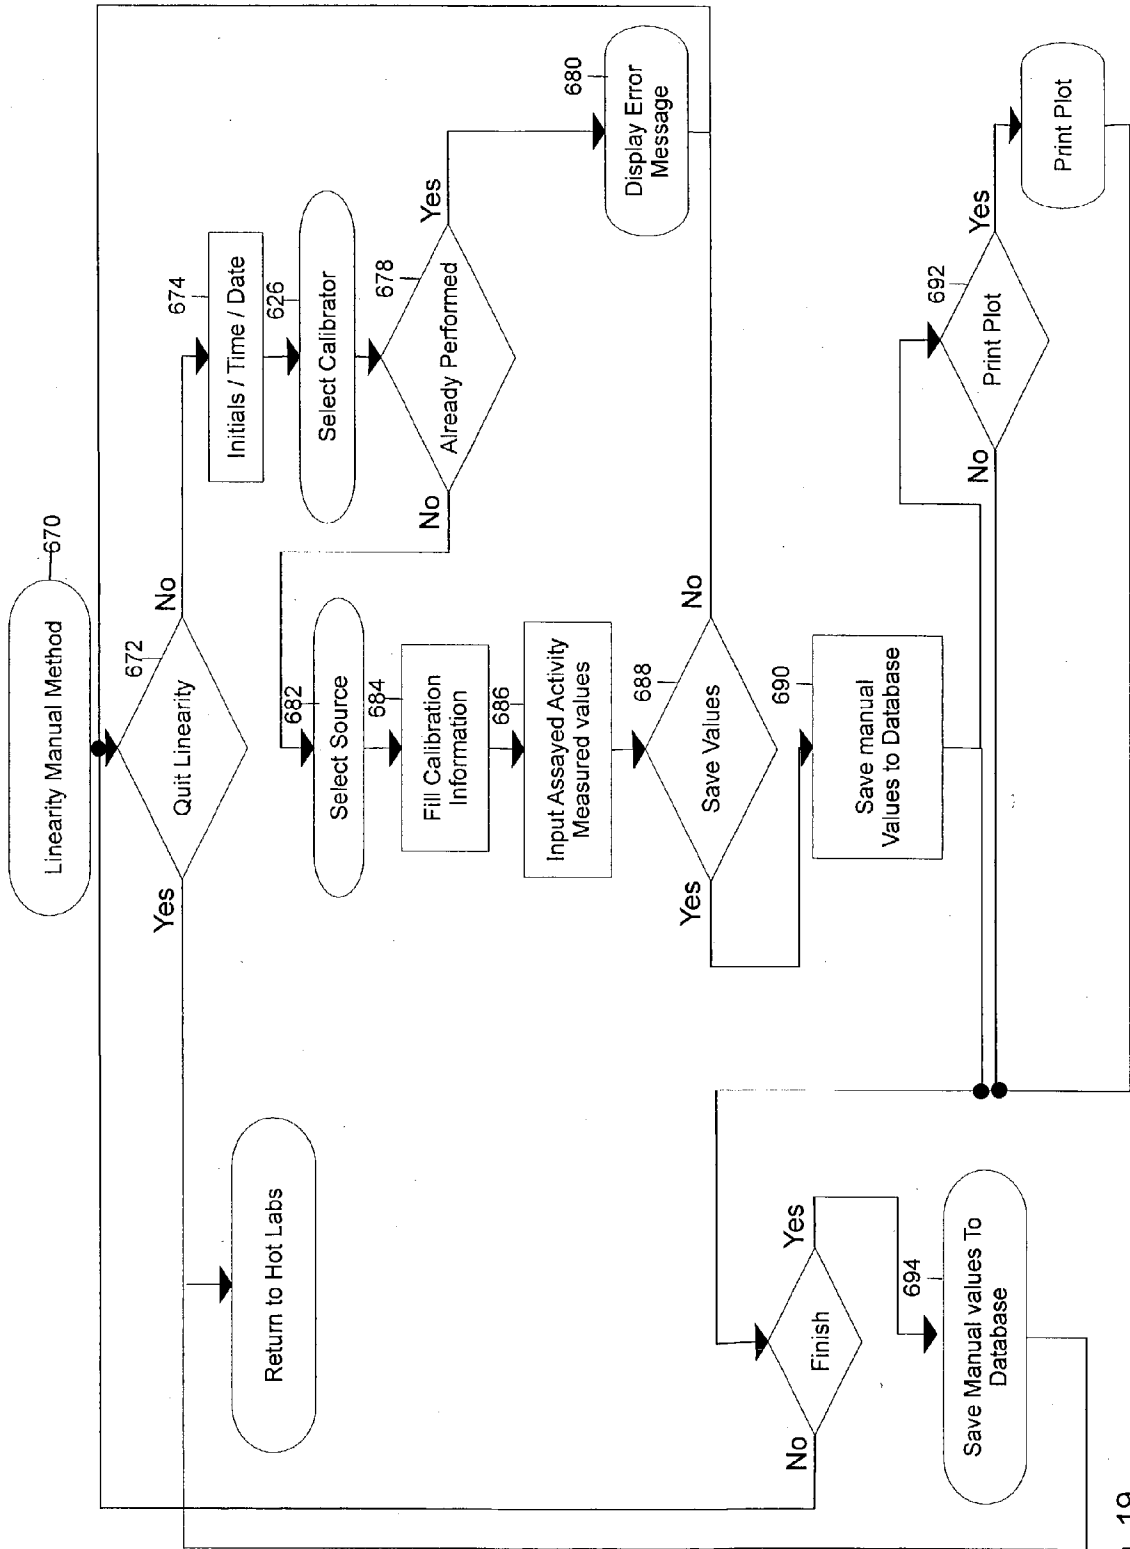 Linearity Manual Method
670
672
Quit Linearity
Yes
No
674
Initials / Time / Date
626
Select Calibrator
678
Already Performed
Yes
No
680
Display Error
Message
682
Select Source
684
Fill Calibration
Information
686
Input Assayed Activity
Measured values
688
Save Values
Yes
No
690
Save manual
Values to Database
692
Print Plot
Yes
No
Print Plot
Return to Hot Labs
Finish
Yes
No
694
Save Manual values To
Database
19